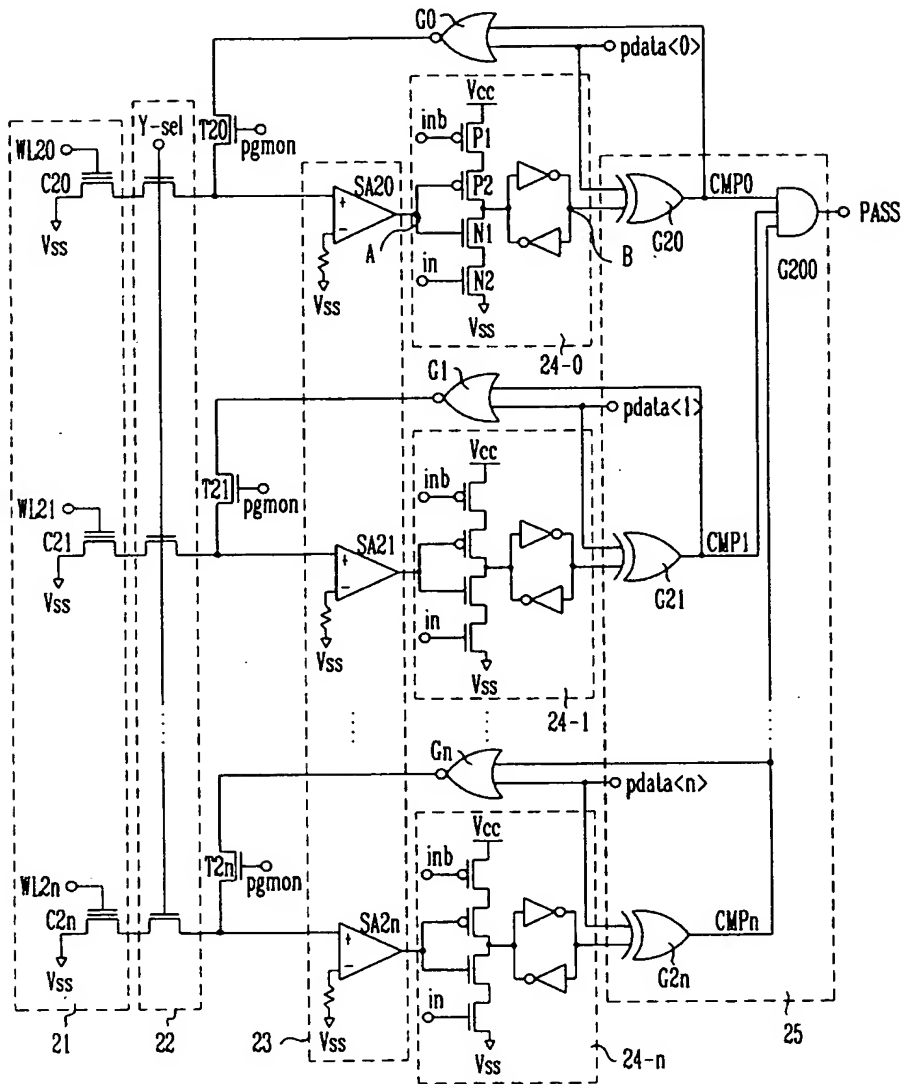 G0
pdata<0>
Vcc
Y-sel
T20
pgmon
inb
P1
WL20
C20
SA20
P2
CMP0
PASS
Vss
A
N1
B
G20
G200
in
N2
Vss
Vss
24-0
G1
pdata<1>
Vcc
T21
pgmon
inb
WL21
C21
SA21
CMP1
Vss
G21
in
Vss
Vss
24-1
Gn
pdata<n>
Vcc
T2n
pgmon
inb
WL2n
C2n
SA2n
CMPn
Vss
G2n
in
21
22
23
Vss
Vss
24-n
25